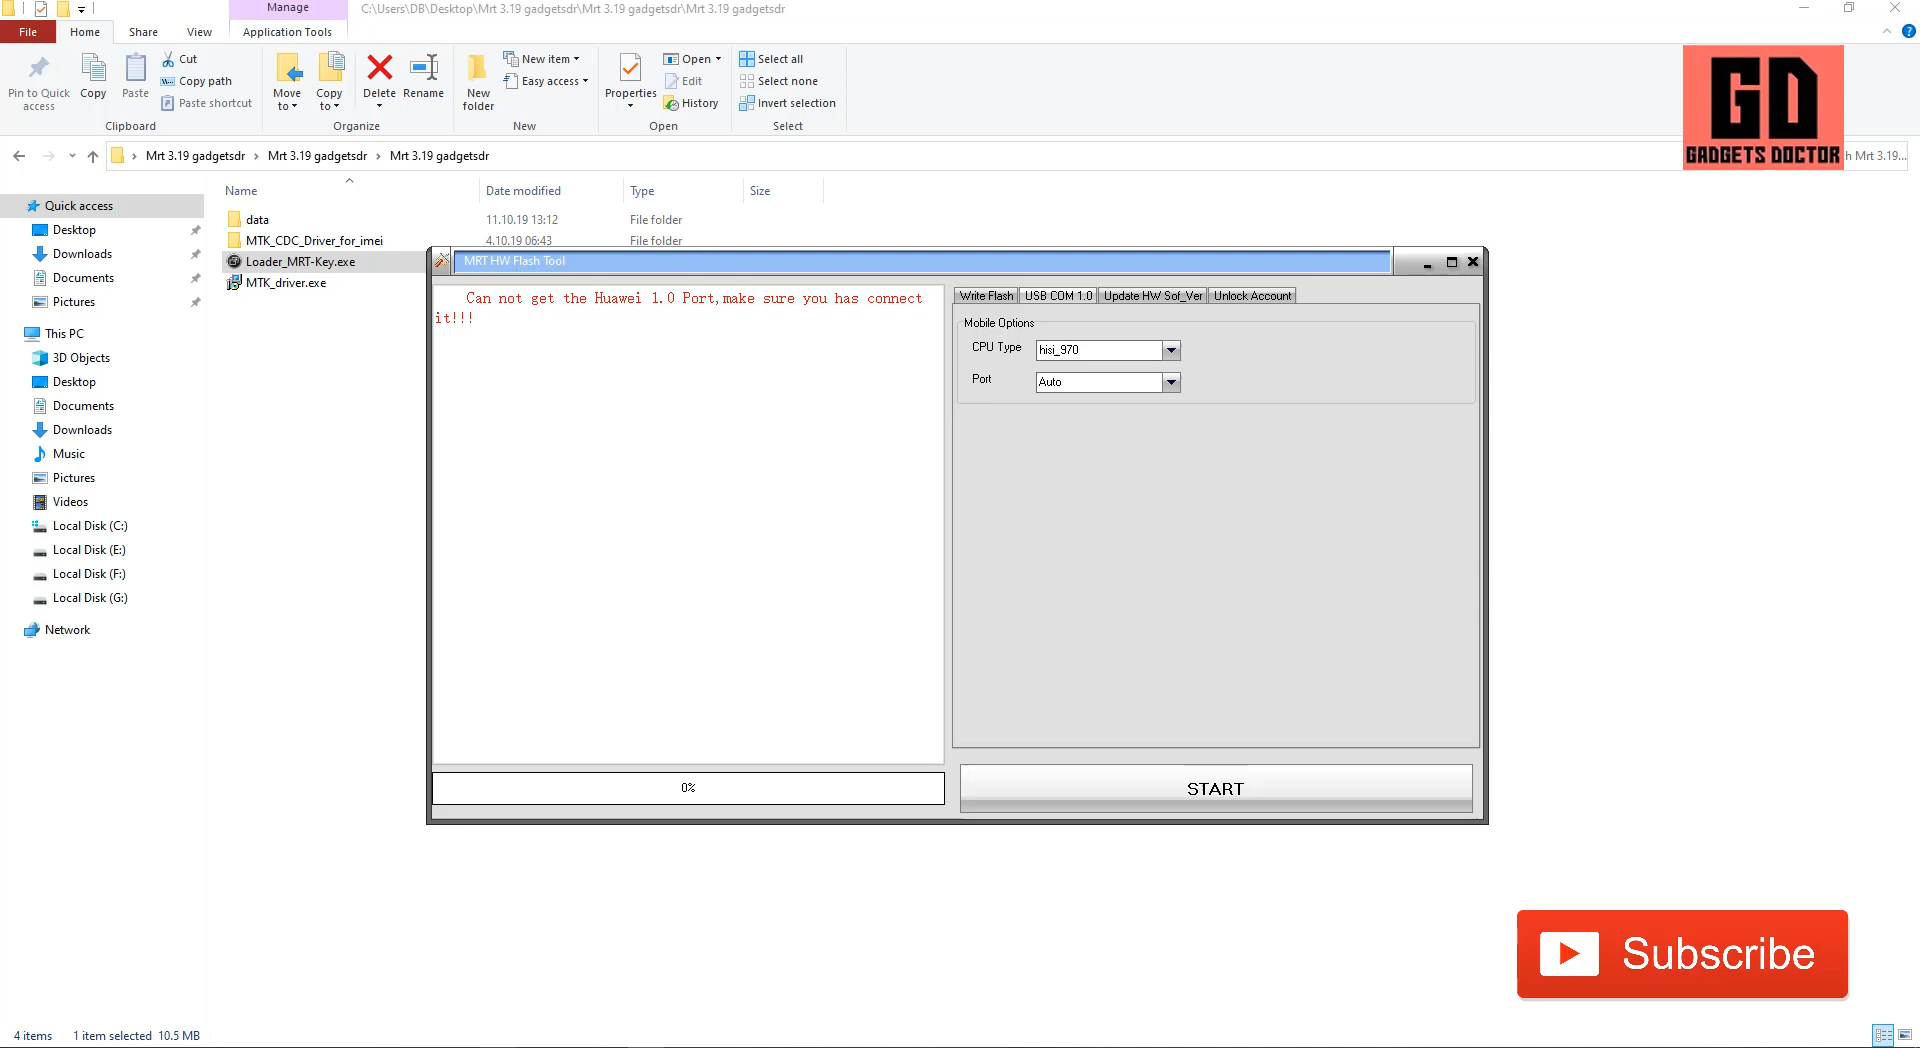 Manage
C:\Users\DB\Desktop\Mrt 3.19 gadgetsdr\Mrt 3.19 gadgetsdr\Mrt 3.19 gadgetsdr
File
Home
Share
View
Application Tools
Pin to Quick access
Copy
Paste
Cut
Copy path
Paste shortcut
Clipboard
Move to
Copy to
Delete
Rename
Organize
New folder
New item
Easy access
New
Properties
Open
Edit
History
Open
Select all
Select none
Invert selection
Select
GD
GADGETS DOCTOR
Mrt 3.19 gadgetsdr > Mrt 3.19 gadgetsdr > Mrt 3.19 gadgetsdr
h Mrt 3.19...
Name
Date modified
Type
Size
Quick access
Desktop
Downloads
Documents
Pictures
This PC
3D Objects
Desktop
Documents
Downloads
Music
Pictures
Videos
Local Disk (C:)
Local Disk (E:)
Local Disk (F:)
Local Disk (G:)
Network
data 11.10.19 13:12 File folder
MTK_CDC_Driver_for_imei 4.10.19 06:43 File folder
Loader_MRT-Key.exe
MTK_driver.exe
MRT HW Flash Tool
Can not get the Huawei 1.0 Port,make sure you has connect
it!!!
Write Flash
USB COM 1.0
Update HW Sof_Ver
Unlock Account
Mobile Options
CPU Type hisi_970
Port Auto
0%
START
Subscribe
4 items 1 item selected 10.5 MB